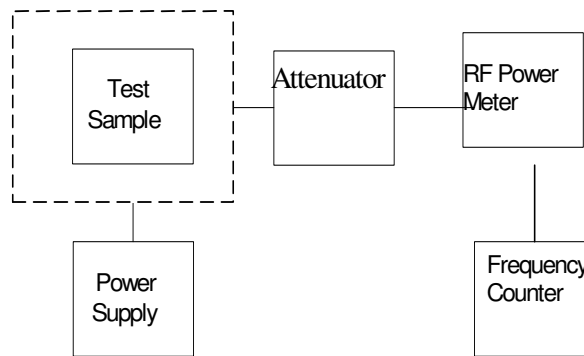 Test
Sample
Attenuator
RF Power
Meter
Power
Supply
Frequency
Counter